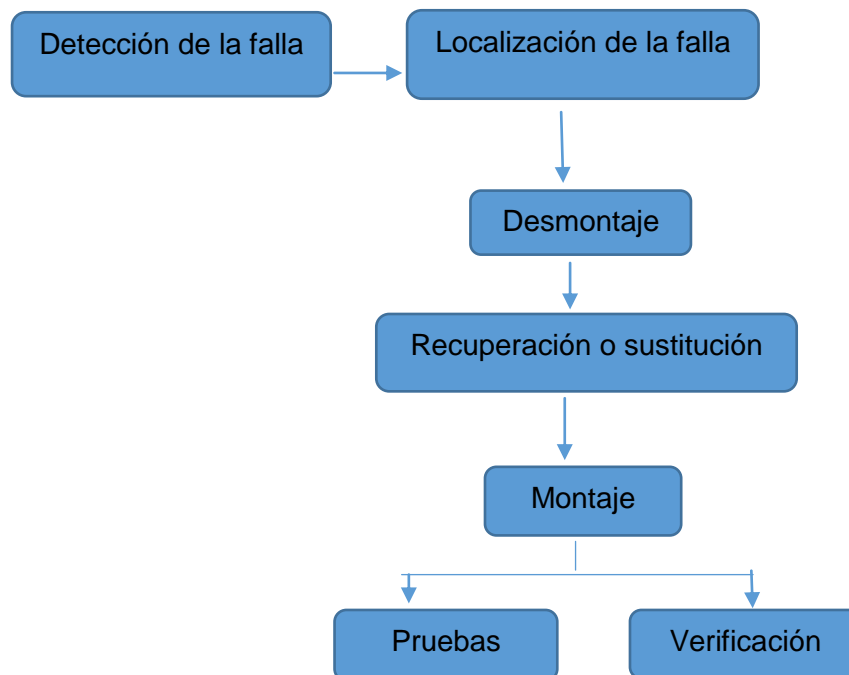 Detección de la falla
Localización de la falla
Desmontaje
Recuperación o sustitución
Montaje
Pruebas
Verificación